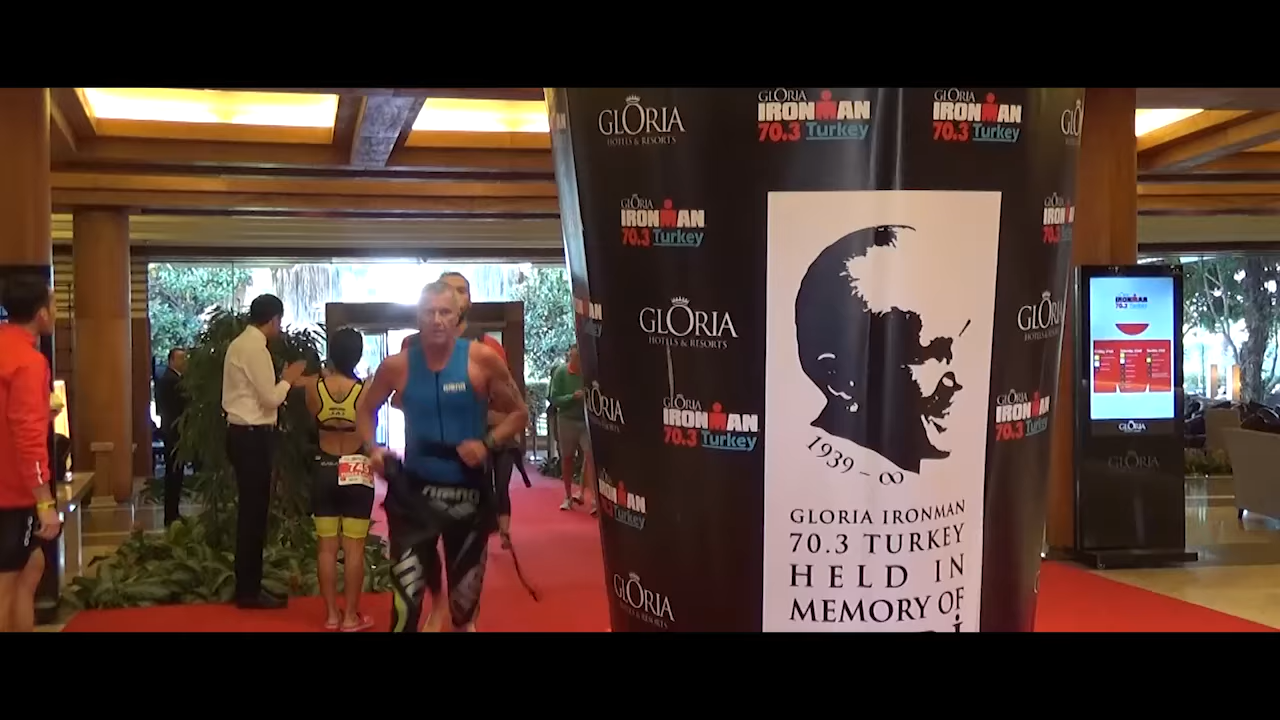 GLORIA
HOTELS & RESORTS
GLORIA
IRONMAN
70.3 Turkey
GLORIA
IRONMAN
70.3 Turkey
GLORIA
IRONMAN
70.3 Turkey
GLORIA
HOTELS & RESORTS
GLORIA
IRONMAN
70.3 Turkey
GLORIA
HOTELS & RESORTS
GLORIA
IRONMAN
70.3 Turkey
1939 – ∞
GLORIA IRONMAN
70.3 TURKEY
HELD IN
MEMORY OF
IRONMAN
70.3 Turkey
GLORIA
GLORIA
arena
745